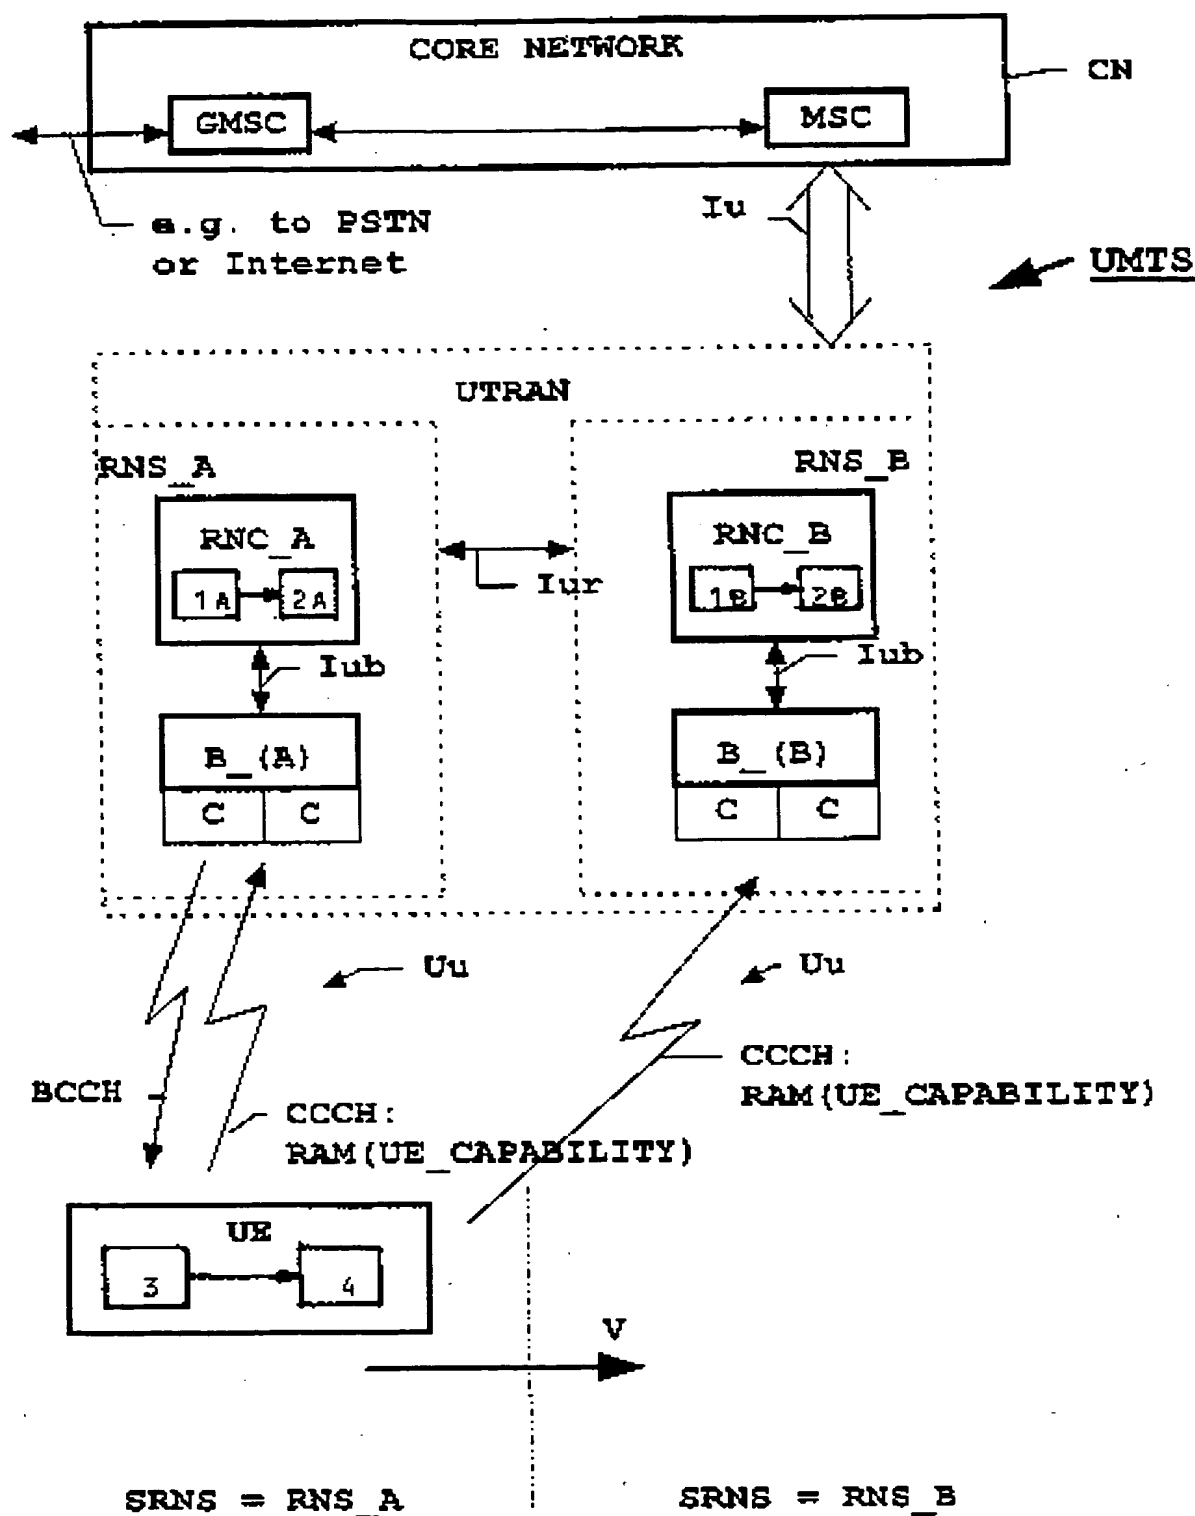 CORE NETWORK
CN
GMSC
MSC
e.g. to PSTN
or Internet
Iu
UMTS
UTRAN
RNS_A
RNS_B
RNC_A
RNC_B
1A
2A
Iur
1B
2B
Iub
Iub
B_(A)
B_(B)
C
C
C
C
Uu
Uu
BCCH
CCCH:
RAM(UE_CAPABILITY)
CCCH:
RAM(UE_CAPABILITY)
UE
3
4
V
SRNS = RNS_A
SRNS = RNS_B